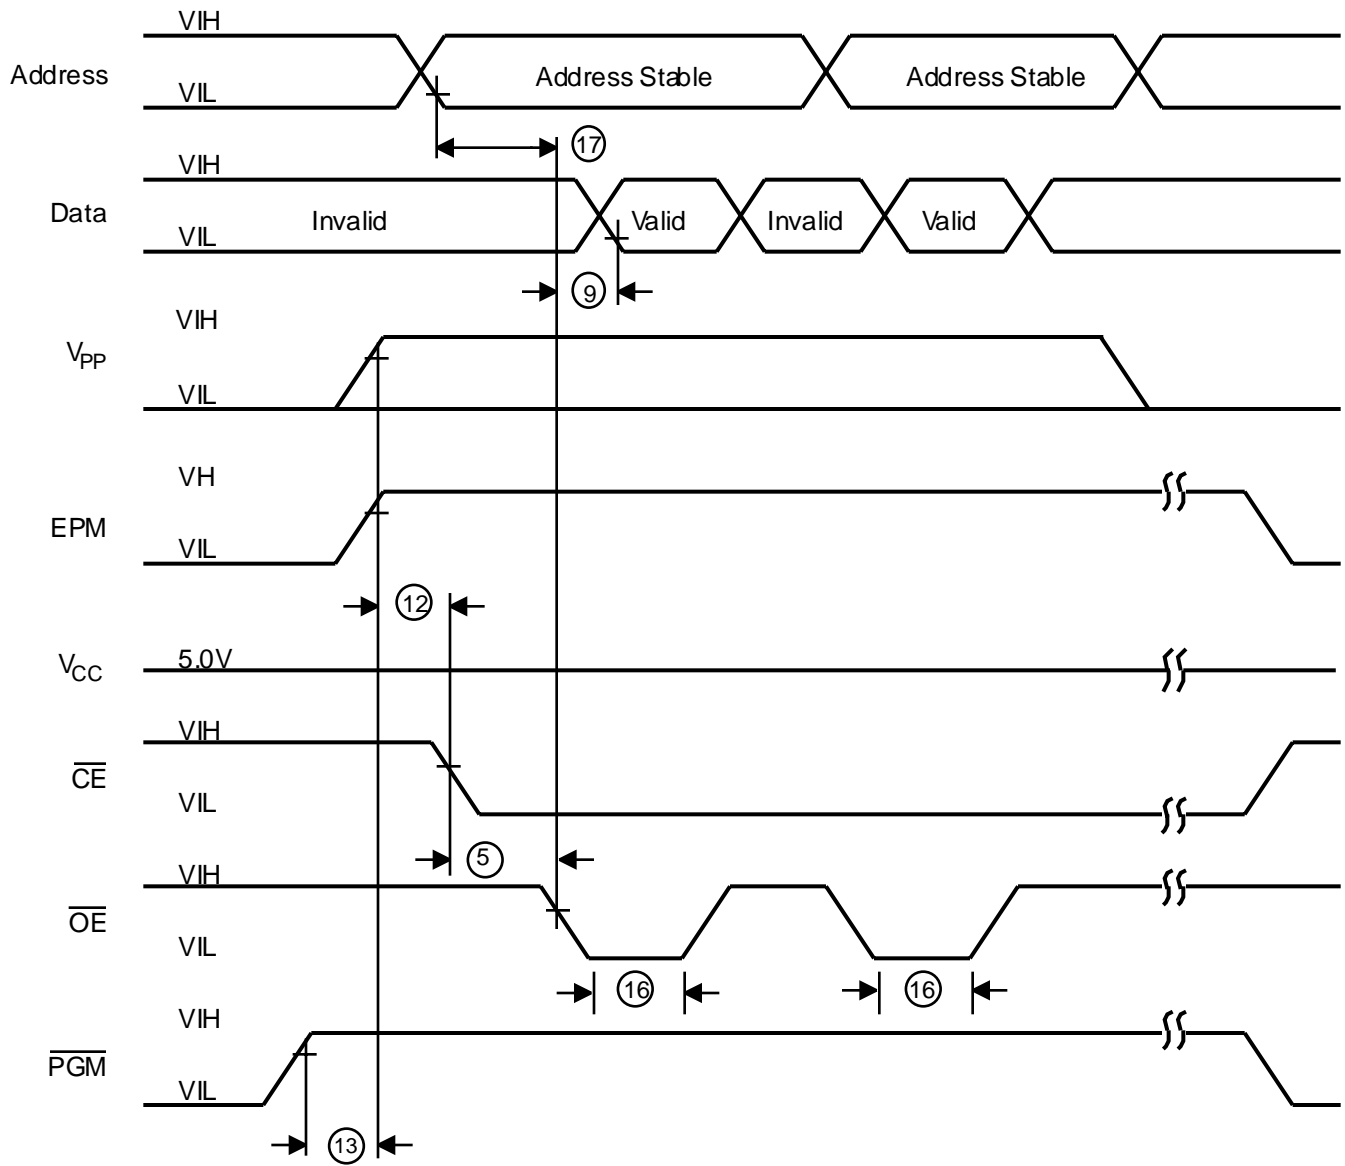 VIH
Address
VIL
Address Stable
Address Stable
17
VIH
Data
VIL
Invalid
Valid
Invalid
Valid
9
VIH
VPP
VIL
VH
EPM
VIL
12
VCC
5.0V
VIH
CE
VIL
5
VIH
OE
VIL
16
16
VIH
PGM
VIL
13